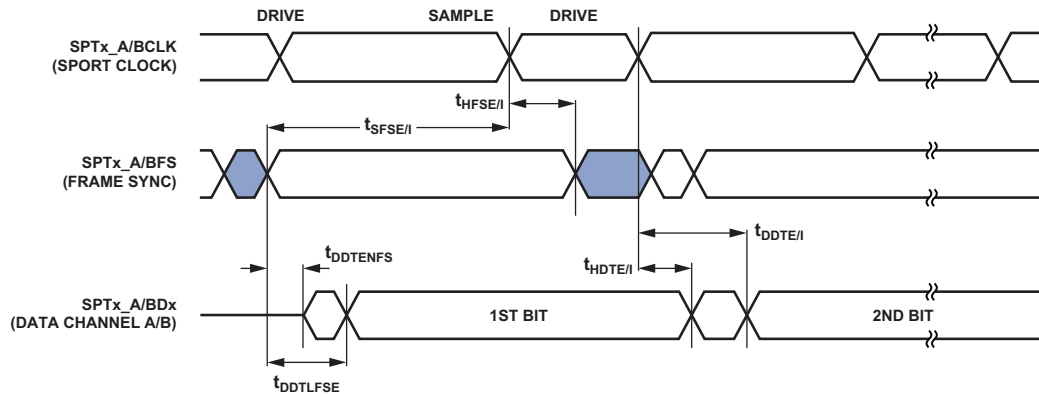 DRIVE SAMPLE DRIVE
SPTx_A/BCLK
(SPORT CLOCK)
tHFSE/I
tSFSE/I
SPTx_A/BFS
(FRAME SYNC)
tDDTE/I
tDDTENFS
tHDTE/I
SPTx_A/BDx
(DATA CHANNEL A/B)
1ST BIT 2ND BIT
tDDTLFSE